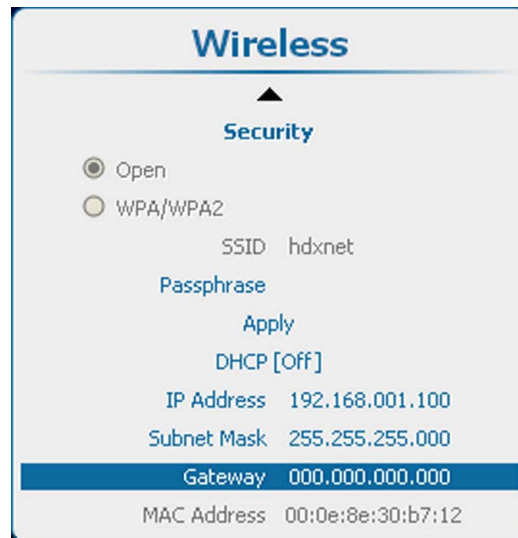 Wireless
Security
Open
WPA/WPA2
SSID hdxnet
Passphrase
Apply
DHCP [Off]
IP Address 192.168.001.100
Subnet Mask 255.255.255.000
Gateway 000.000.000.000
MAC Address 00:0e:8e:30:b7:12